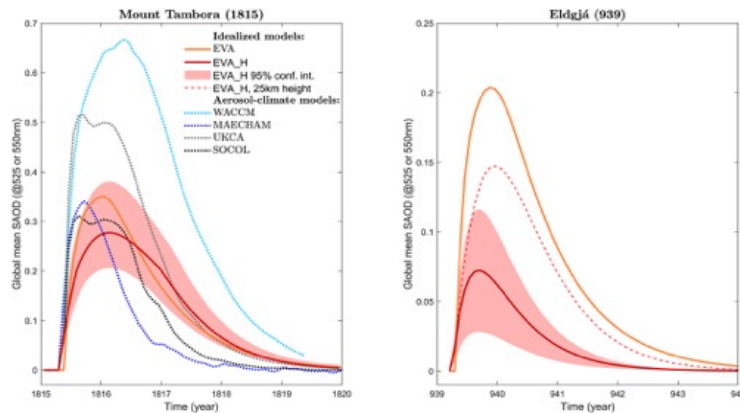 Mount Tambora (1815)
Global mean SAOD (@525 or 550nm)
0.7
0.6
0.5
0.4
0.3
0.2
0.1
0
1815
1816
1817
1818
1819
1820
Time (year)
Idealized models:
EVA
EVA_H
EVA_H 95% conf. int.
EVA_H, 25km height
Aerosol-climate models:
WACCM
MAECHAM
UKCA
SOCOL
Eldgjá (939)
Global mean SAOD (@525 or 550nm)
0.25
0.2
0.15
0.1
0.05
0
939
940
941
942
943
Time (year)